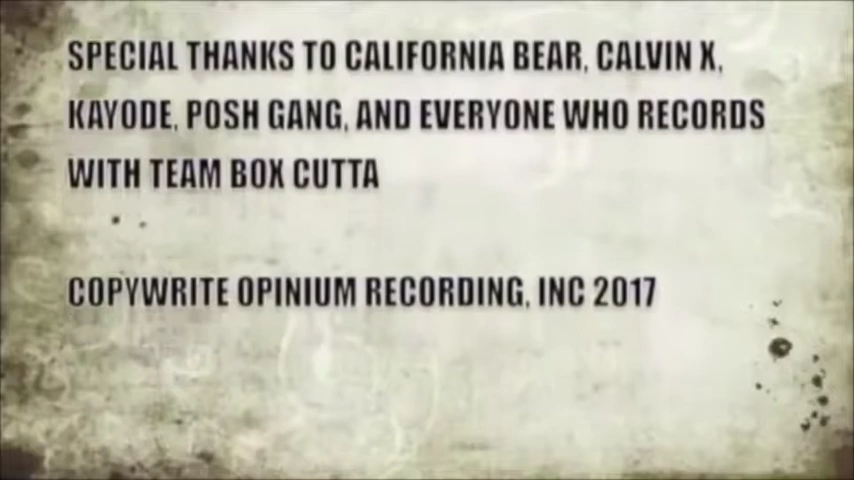 SPECIAL THANKS TO CALIFORNIA BEAR, CALVIN X,
KAYODE, POSH GANG, AND EVERYONE WHO RECORDS
WITH TEAM BOX CUTTA
COPYWRITE OPINIUM RECORDING, INC 2017